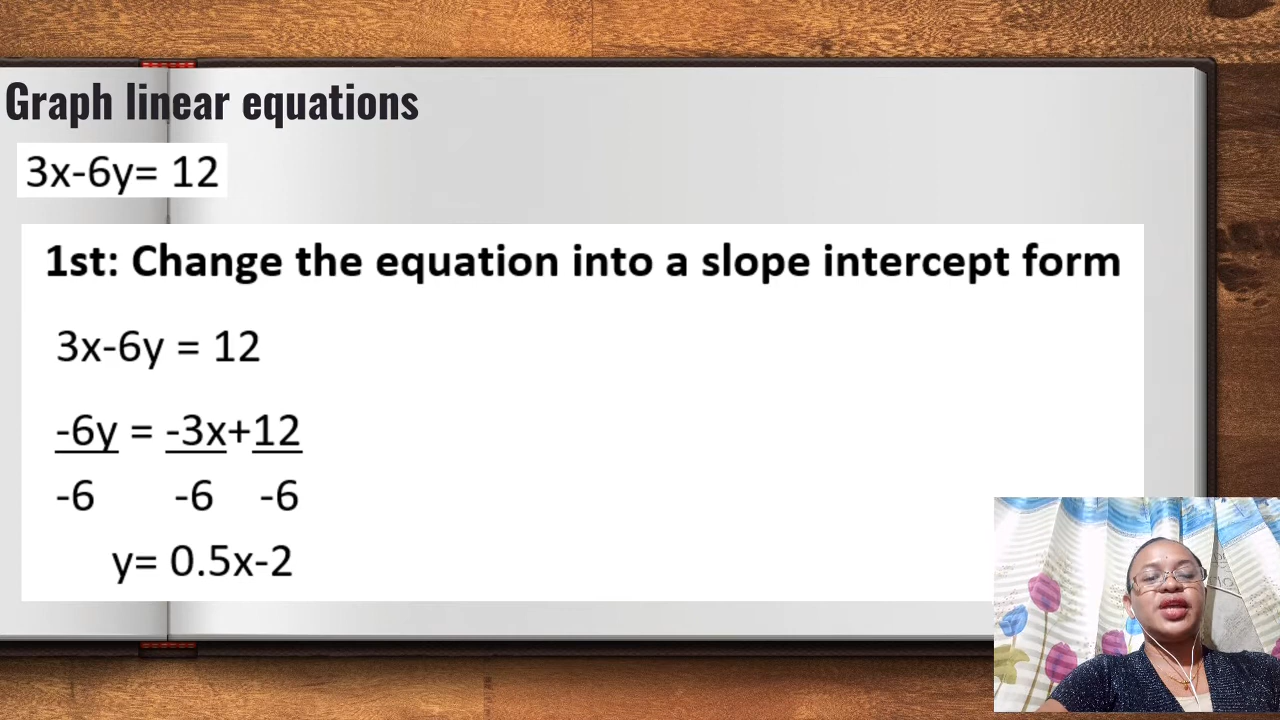 Graph linear equations
3x-6y= 12
1st: Change the equation into a slope intercept form
3x-6y = 12
-6y = -3x+12
-6 -6 -6
y= 0.5x-2